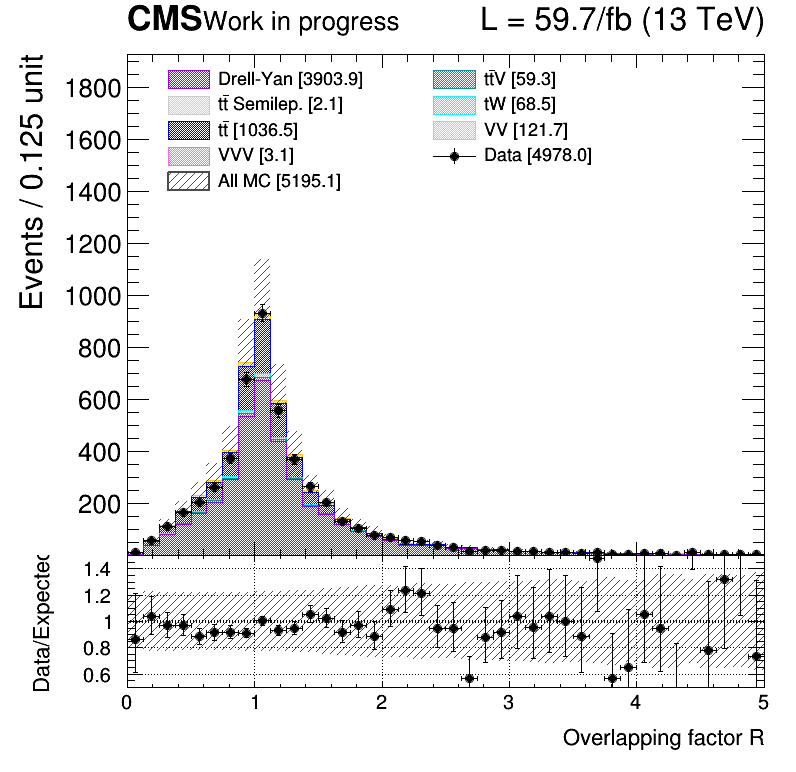 CMS Work in progress L = 59.7/fb (13 TeV)
Events / 0.125 unit
1800
1600
1400
1200
1000
800
600
400
200
Drell-Yan [3903.9]
tt̄ Semilep. [2.1]
tt̄ [1036.5]
VVV [3.1]
All MC [5195.1]
tt̄V [59.3]
tW [68.5]
VV [121.7]
Data [4978.0]
Data/Expected
1.4
1.2
1
0.8
0.6
0 1 2 3 4 5
Overlapping factor R